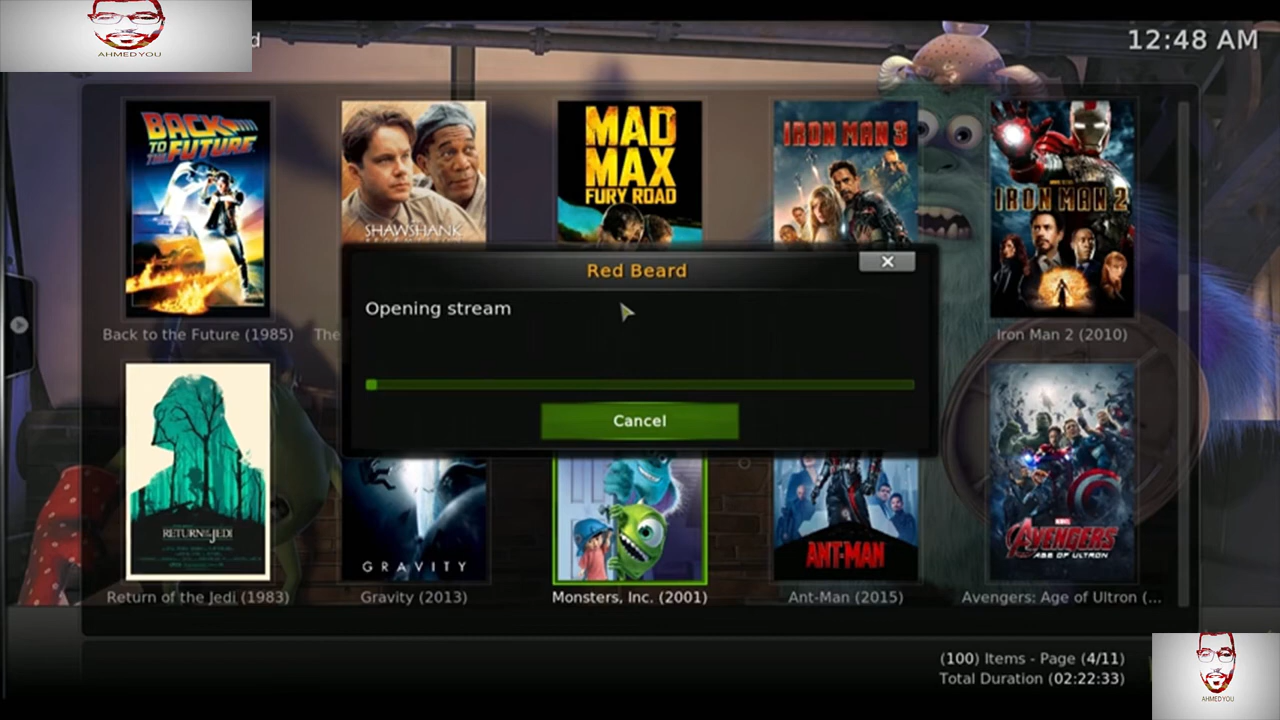 AHMEDYOU
d
12:48 AM
BACK
TO THE FUTURE
SHAWSHANK
MAD
MAX
FURY ROAD
IRON MAN 3
IRON MAN 2
Red Beard
Opening stream
Cancel
Back to the Future (1985)
The
Iron Man 2 (2010)
RETURN OF THE JEDI
GRAVITY
ANT-MAN
MARVEL
AVENGERS
AGE OF ULTRON
Return of the Jedi (1983)
Gravity (2013)
Monsters, Inc. (2001)
Ant-Man (2015)
Avengers: Age of Ultron (...
(100) Items - Page (4/11)
Total Duration (02:22:33)
AHMEDYOU